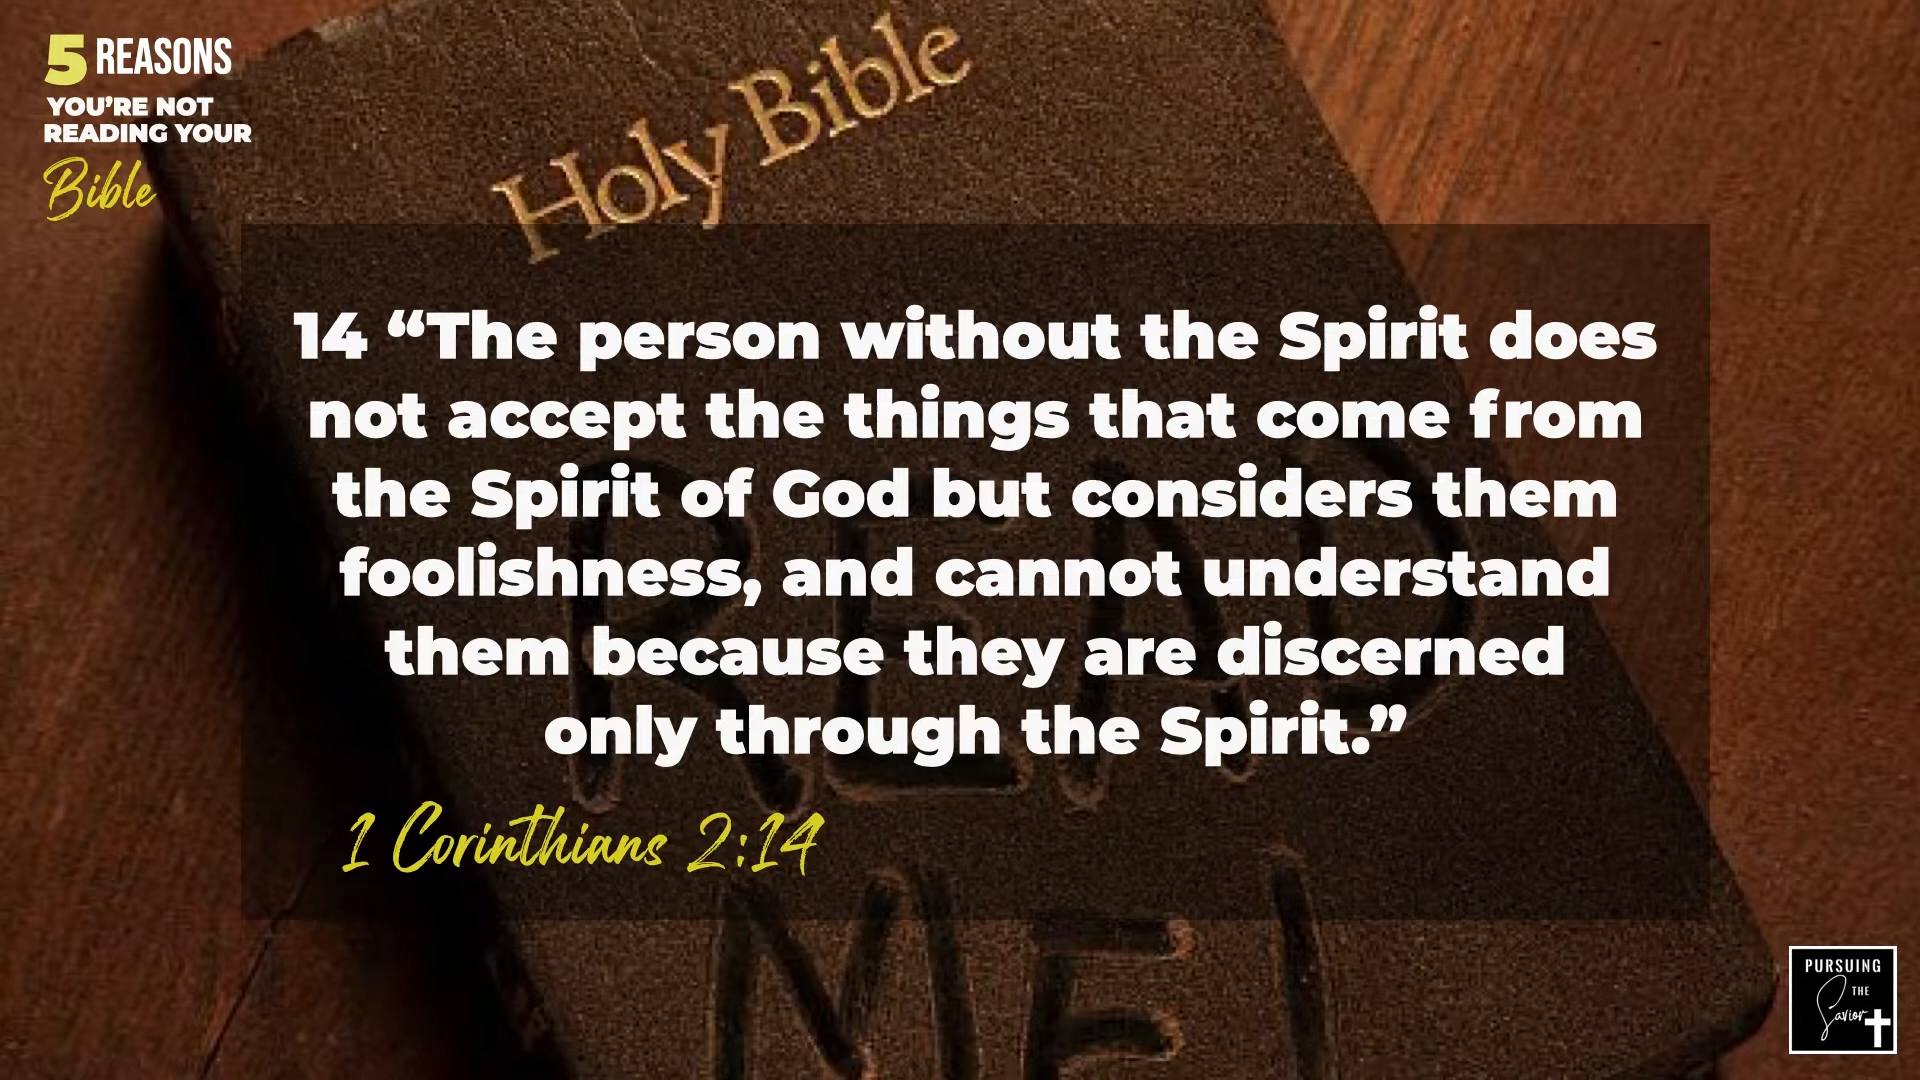 5 REASONS
YOU'RE NOT
READING YOUR
Bible
Holy Bible
14 “The person without the Spirit does
not accept the things that come from
the Spirit of God but considers them
foolishness, and cannot understand
them because they are discerned
only through the Spirit.”
1 Corinthians 2:14
READ
ME!
PURSUING
THE
Savior